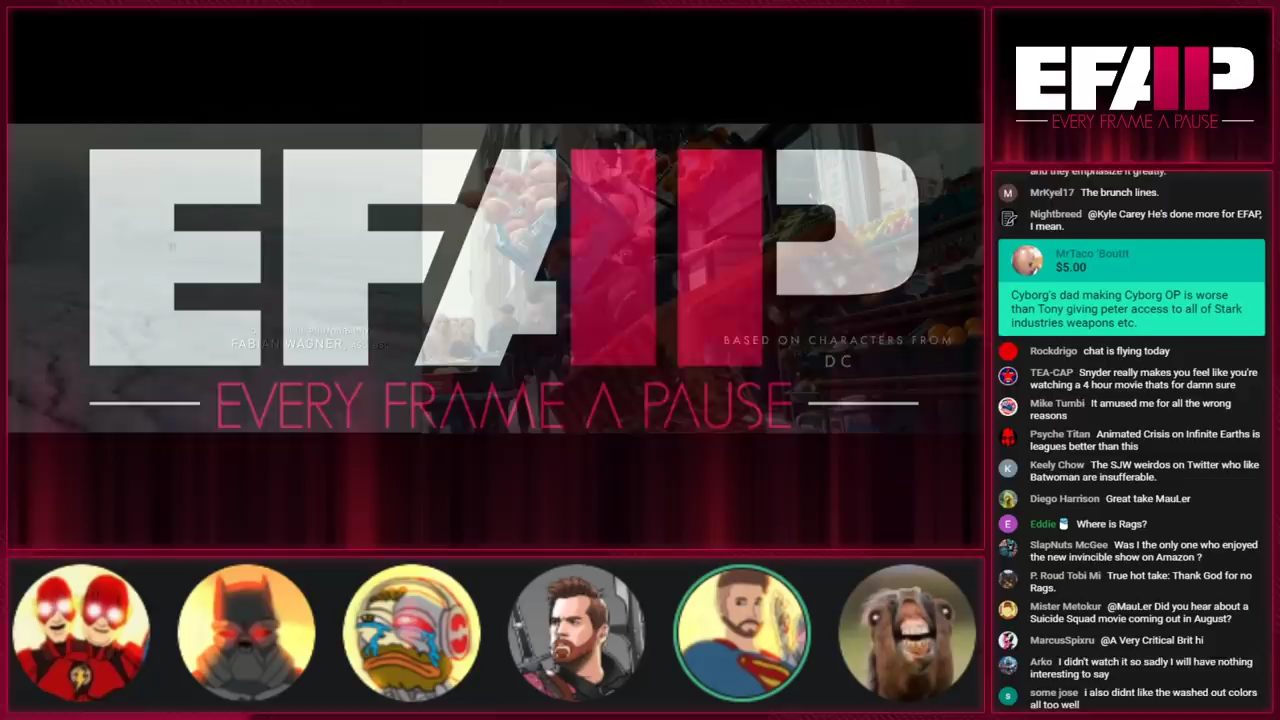 EFAP
EVERY FRAME A PAUSE
FABIAN WAGNER,
BASED ON CHARACTERS FROM
DC
EFAP
EVERY FRAME A PAUSE
and they emphasize it greatly.
M
MrKyel17 The brunch lines.
Nightbreed @Kyle Carey He's done more for EFAP,
I mean.
MrTaco 'Boutit
$5.00
Cyborg's dad making Cyborg OP is worse
than Tony giving peter access to all of Stark
industries weapons etc.
Rockdrigo chat is flying today
TEA-CAP Snyder really makes you feel like you're
watching a 4 hour movie thats for damn sure
Mike Tumbi It amused me for all the wrong
reasons
Psyche Titan Animated Crisis on Infinite Earths is
leagues better than this
K
Keely Chow The SJW weirdos on Twitter who like
Batwoman are insufferable.
Diego Harrison Great take MauLer
E
Eddie Where is Rags?
SlapNuts McGee Was I the only one who enjoyed
the new invincible show on Amazon ?
P. Roud Tobi Mi True hot take: Thank God for no
Rags.
Mister Metokur @MauLer Did you hear about a
Suicide Squad movie coming out in August?
MarcusSpixru @A Very Critical Brit hi
Arko I didn't watch it so sadly I will have nothing
interesting to say
s
some jose i also didnt like the washed out colors
all too well